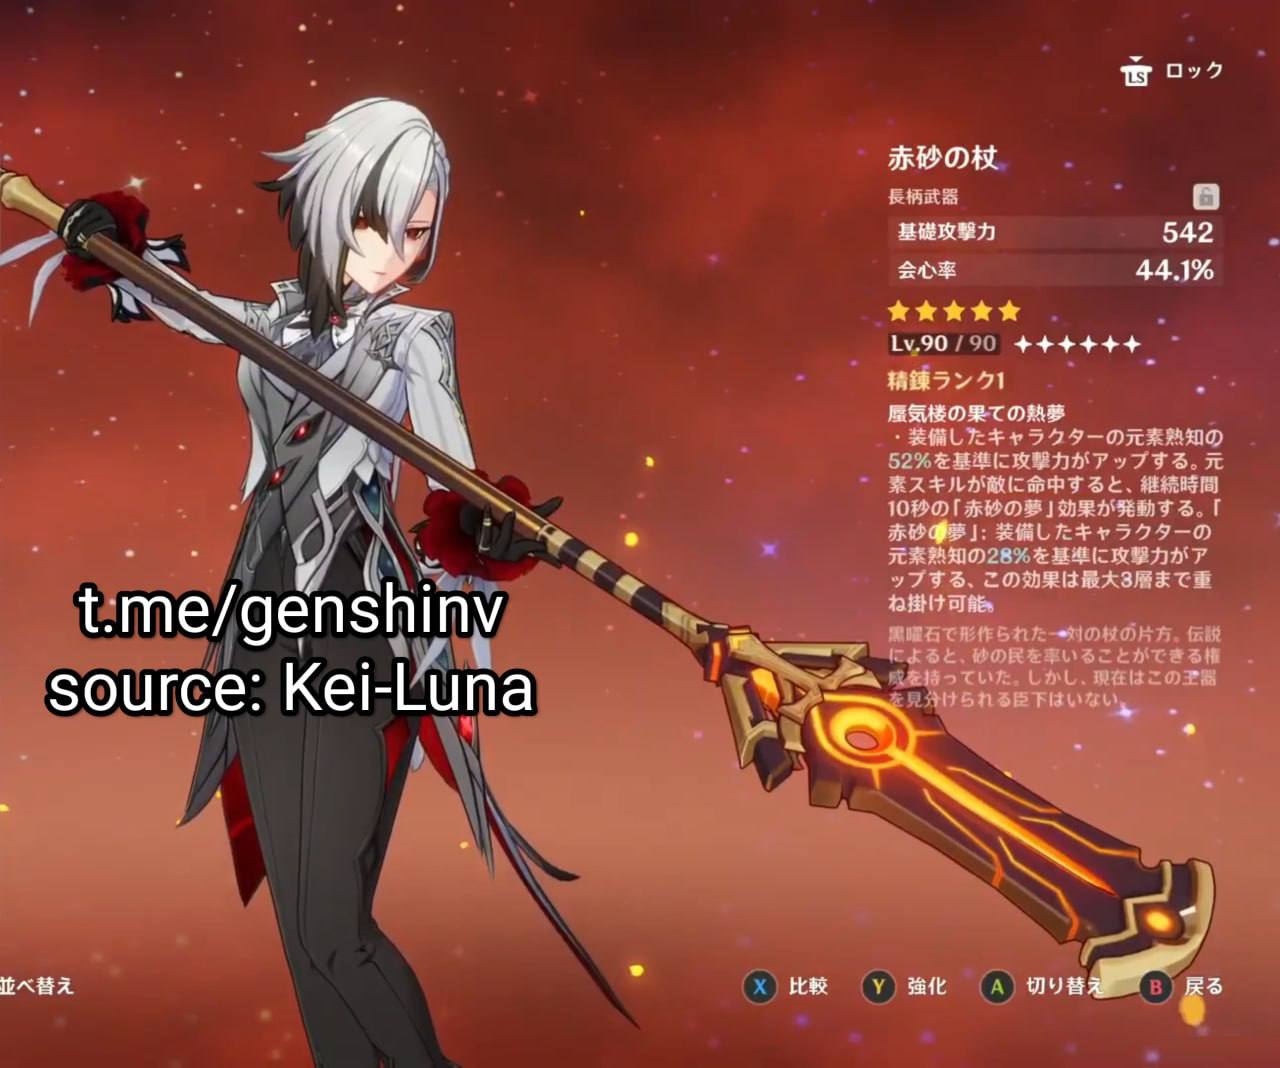 LS ロック
赤砂の杖
長柄武器
基礎攻撃力 542
会心率 44.1%
Lv.90 / 90
精錬ランク1
蜃気楼の果ての熱夢
・装備したキャラクターの元素熟知の
52%を基準に攻撃力がアップする。元
素スキルが敵に命中すると、継続時間
10秒の「赤砂の夢」効果が発動する。「
赤砂の夢」: 装備したキャラクターの
元素熟知の28%を基準に攻撃力がア
ップする、この効果は最大3層まで重
ね掛け可能。
黒曜石で形作られた一対の杖の片方。伝説
によると、砂の民を率いることができる権
威を持っていた。しかし、現在はこの王器
を見分けられる臣下はいない。
t.me/genshinv
source: Kei-Luna
並べ替え X 比較 Y 強化 A 切り替え B 戻る